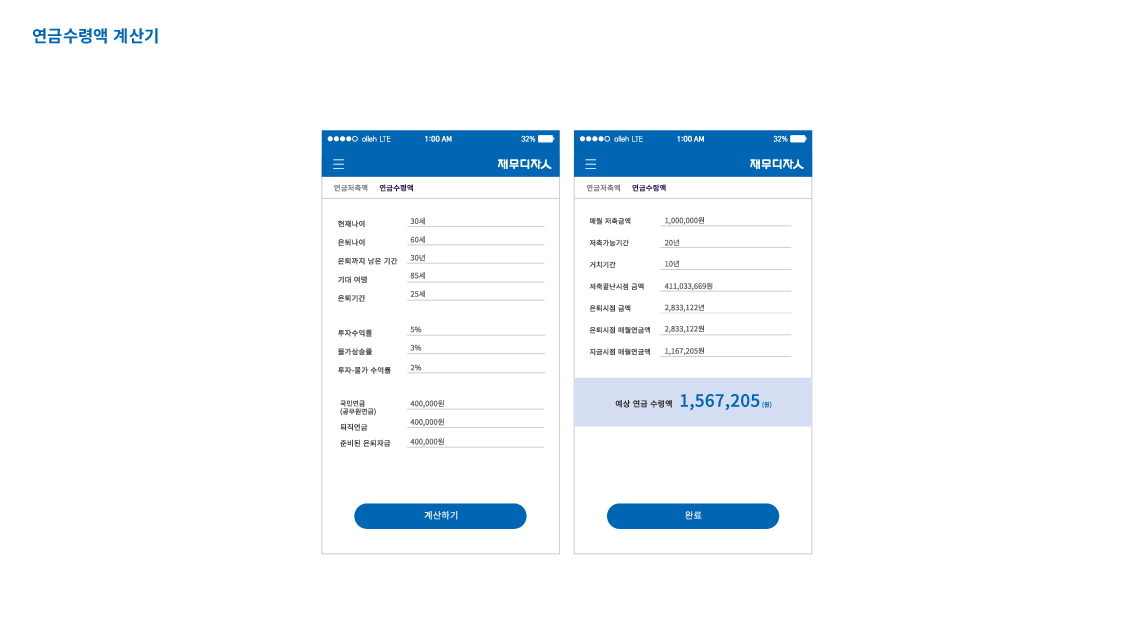 연금수령액 계산기
olleh LTE 1:00 AM 32%
재무디자人
연금저축액 연금수령액
현재나이 30세
은퇴나이 60세
은퇴까지 남은 기간 30년
기대 여명 85세
은퇴기간 25세
투자수익률 5%
물가상승률 3%
투자-물가 수익률 2%
국민연금
(공무원연금) 400,000원
퇴직연금 400,000원
준비된 은퇴자금 400,000원
계산하기
olleh LTE 1:00 AM 32%
재무디자人
연금저축액 연금수령액
매월 저축금액 1,000,000원
저축가능기간 20년
거치기간 10년
저축끝난시점 금액 411,033,669원
은퇴시점 금액 2,833,122년
은퇴시점 매월연금액 2,833,122원
지금시점 매월연금액 1,167,205원
예상 연금 수령액 1,567,205 (원)
완료